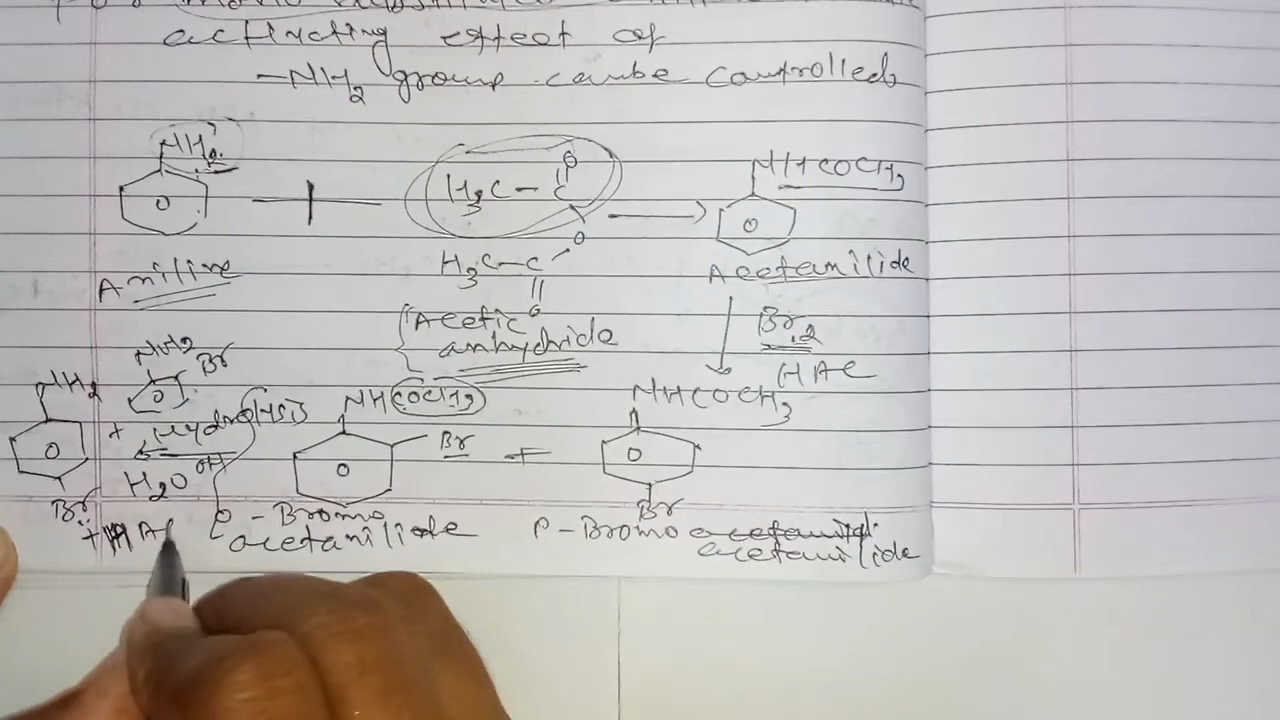 activating effect of
-NH2 group can be controlled
NH2
O
H3C - C
O
NHCOCH3
Aniline
H3C-C
O
Acetanilide
Acetic
anhydride
Br2
HAC
NH2
Br
NH2
+ Hydrolysis
H2O OH
Br
+ A
NHCOCH3
Br
+
NHCOCH3
Br
O - Bromo
acetanilide
P - Bromo
acetanilide